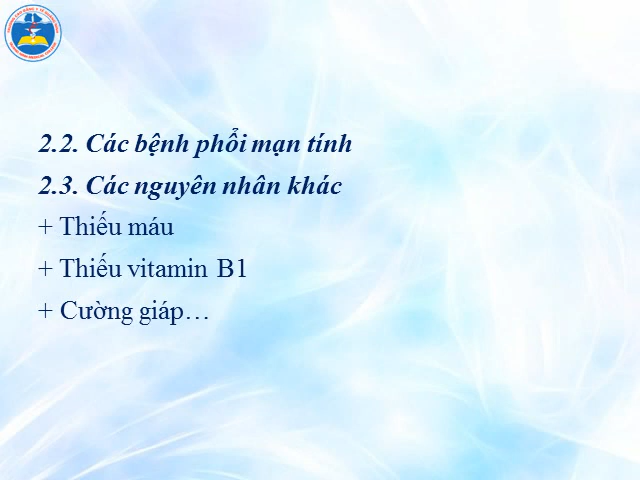 2.2. Các bệnh phổi mạn tính
2.3. Các nguyên nhân khác
+ Thiếu máu
+ Thiếu vitamin B1
+ Cường giáp…